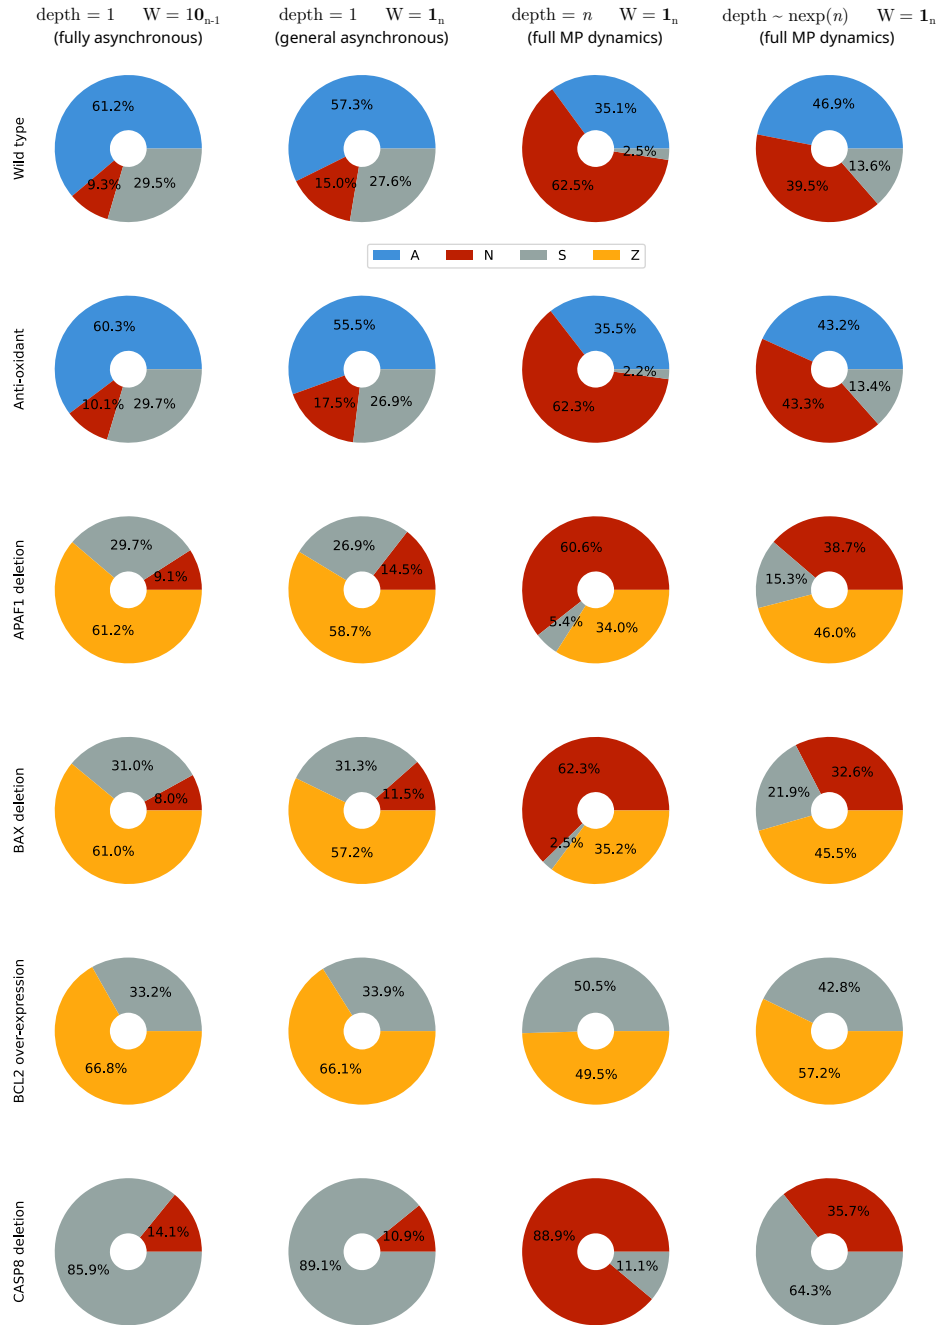 depth = 1 W = 10ₙ₋₁ depth = 1 W = 1ₙ depth = n W = 1ₙ depth ~ nexp(n) W = 1ₙ
(fully asynchronous) (general asynchronous) (full MP dynamics) (full MP dynamics)
Wild type
61.2% 9.3% 29.5%
57.3% 15.0% 27.6%
35.1% 62.5% 2.5%
46.9% 39.5% 13.6%
A N S Z
Anti-oxidant
60.3% 10.1% 29.7%
55.5% 17.5% 26.9%
35.5% 62.3% 2.2%
43.2% 43.3% 13.4%
APAF1 deletion
29.7% 9.1% 61.2%
26.9% 14.5% 58.7%
60.6% 5.4% 34.0%
38.7% 15.3% 46.0%
BAX deletion
31.0% 8.0% 61.0%
31.3% 11.5% 57.2%
62.3% 2.5% 35.2%
32.6% 21.9% 45.5%
BCL2 over-expression
33.2% 66.8%
33.9% 66.1%
50.5% 49.5%
42.8% 57.2%
CASP8 deletion
14.1% 85.9%
10.9% 89.1%
88.9% 11.1%
35.7% 64.3%